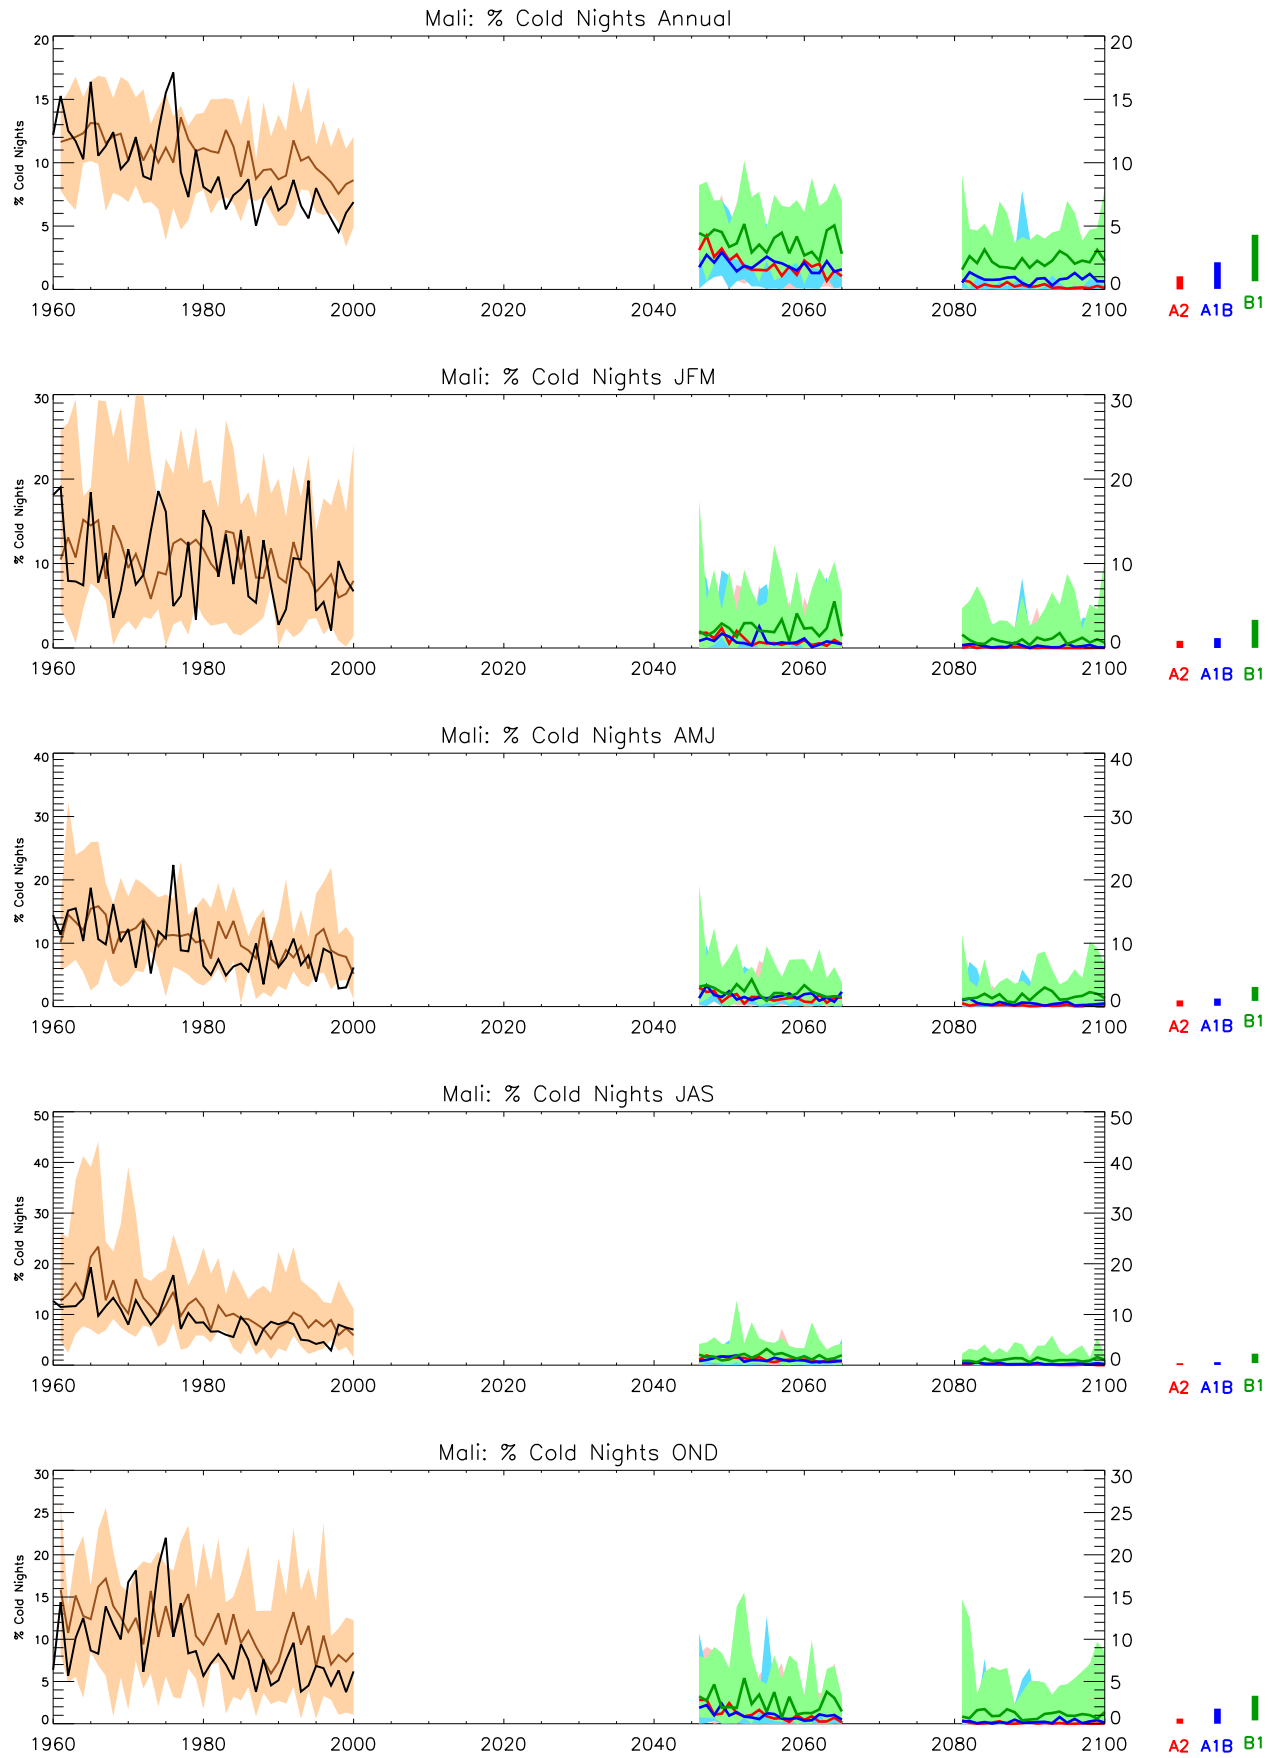 Mali: % Cold Nights Annual
20 20
15 15
10 10
5 5
0 0
% Cold Nights
1960 1980 2000 2020 2040 2060 2080 2100
A2 A1B B1
Mali: % Cold Nights JFM
30 30
20 20
10 10
0 0
% Cold Nights
1960 1980 2000 2020 2040 2060 2080 2100
A2 A1B B1
Mali: % Cold Nights AMJ
40 40
30 30
20 20
10 10
0 0
% Cold Nights
1960 1980 2000 2020 2040 2060 2080 2100
A2 A1B B1
Mali: % Cold Nights JAS
50 50
40 40
30 30
20 20
10 10
0 0
% Cold Nights
1960 1980 2000 2020 2040 2060 2080 2100
A2 A1B B1
Mali: % Cold Nights OND
30 30
25 25
20 20
15 15
10 10
5 5
0 0
% Cold Nights
1960 1980 2000 2020 2040 2060 2080 2100
A2 A1B B1